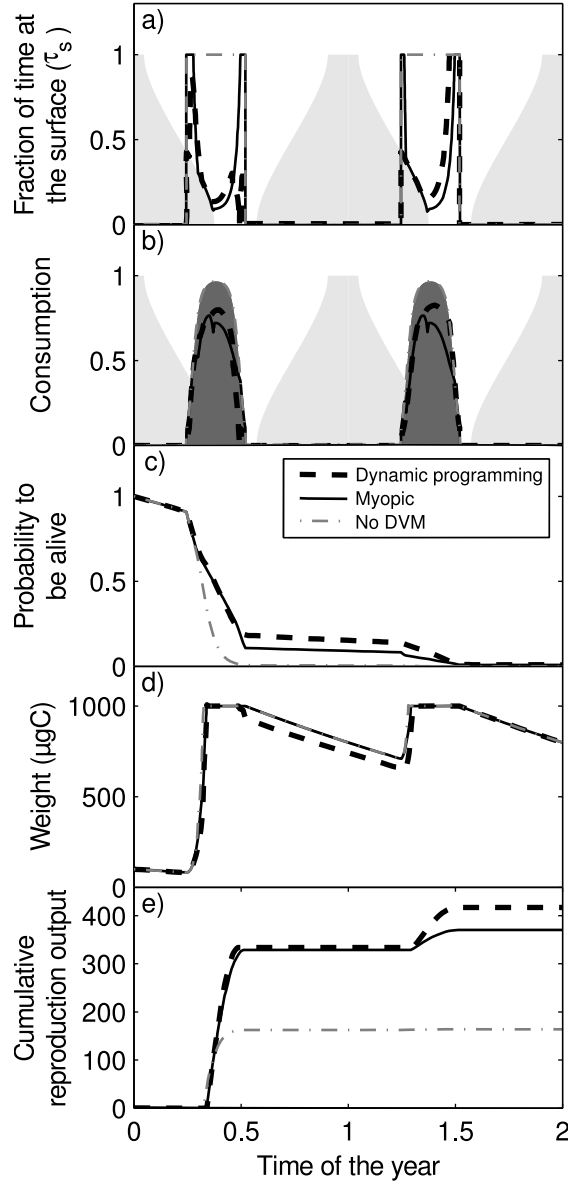 a)
Fraction of time at
the surface (τs)
1
0.5
0
b)
Consumption
1
0.5
0
c)
Probability to
be alive
1
0.5
0
Dynamic programming
Myopic
No DVM
d)
Weight (µgC)
1000
500
0
e)
Cumulative
reproduction output
400
300
200
100
0
0 0.5 1 1.5 2
Time of the year